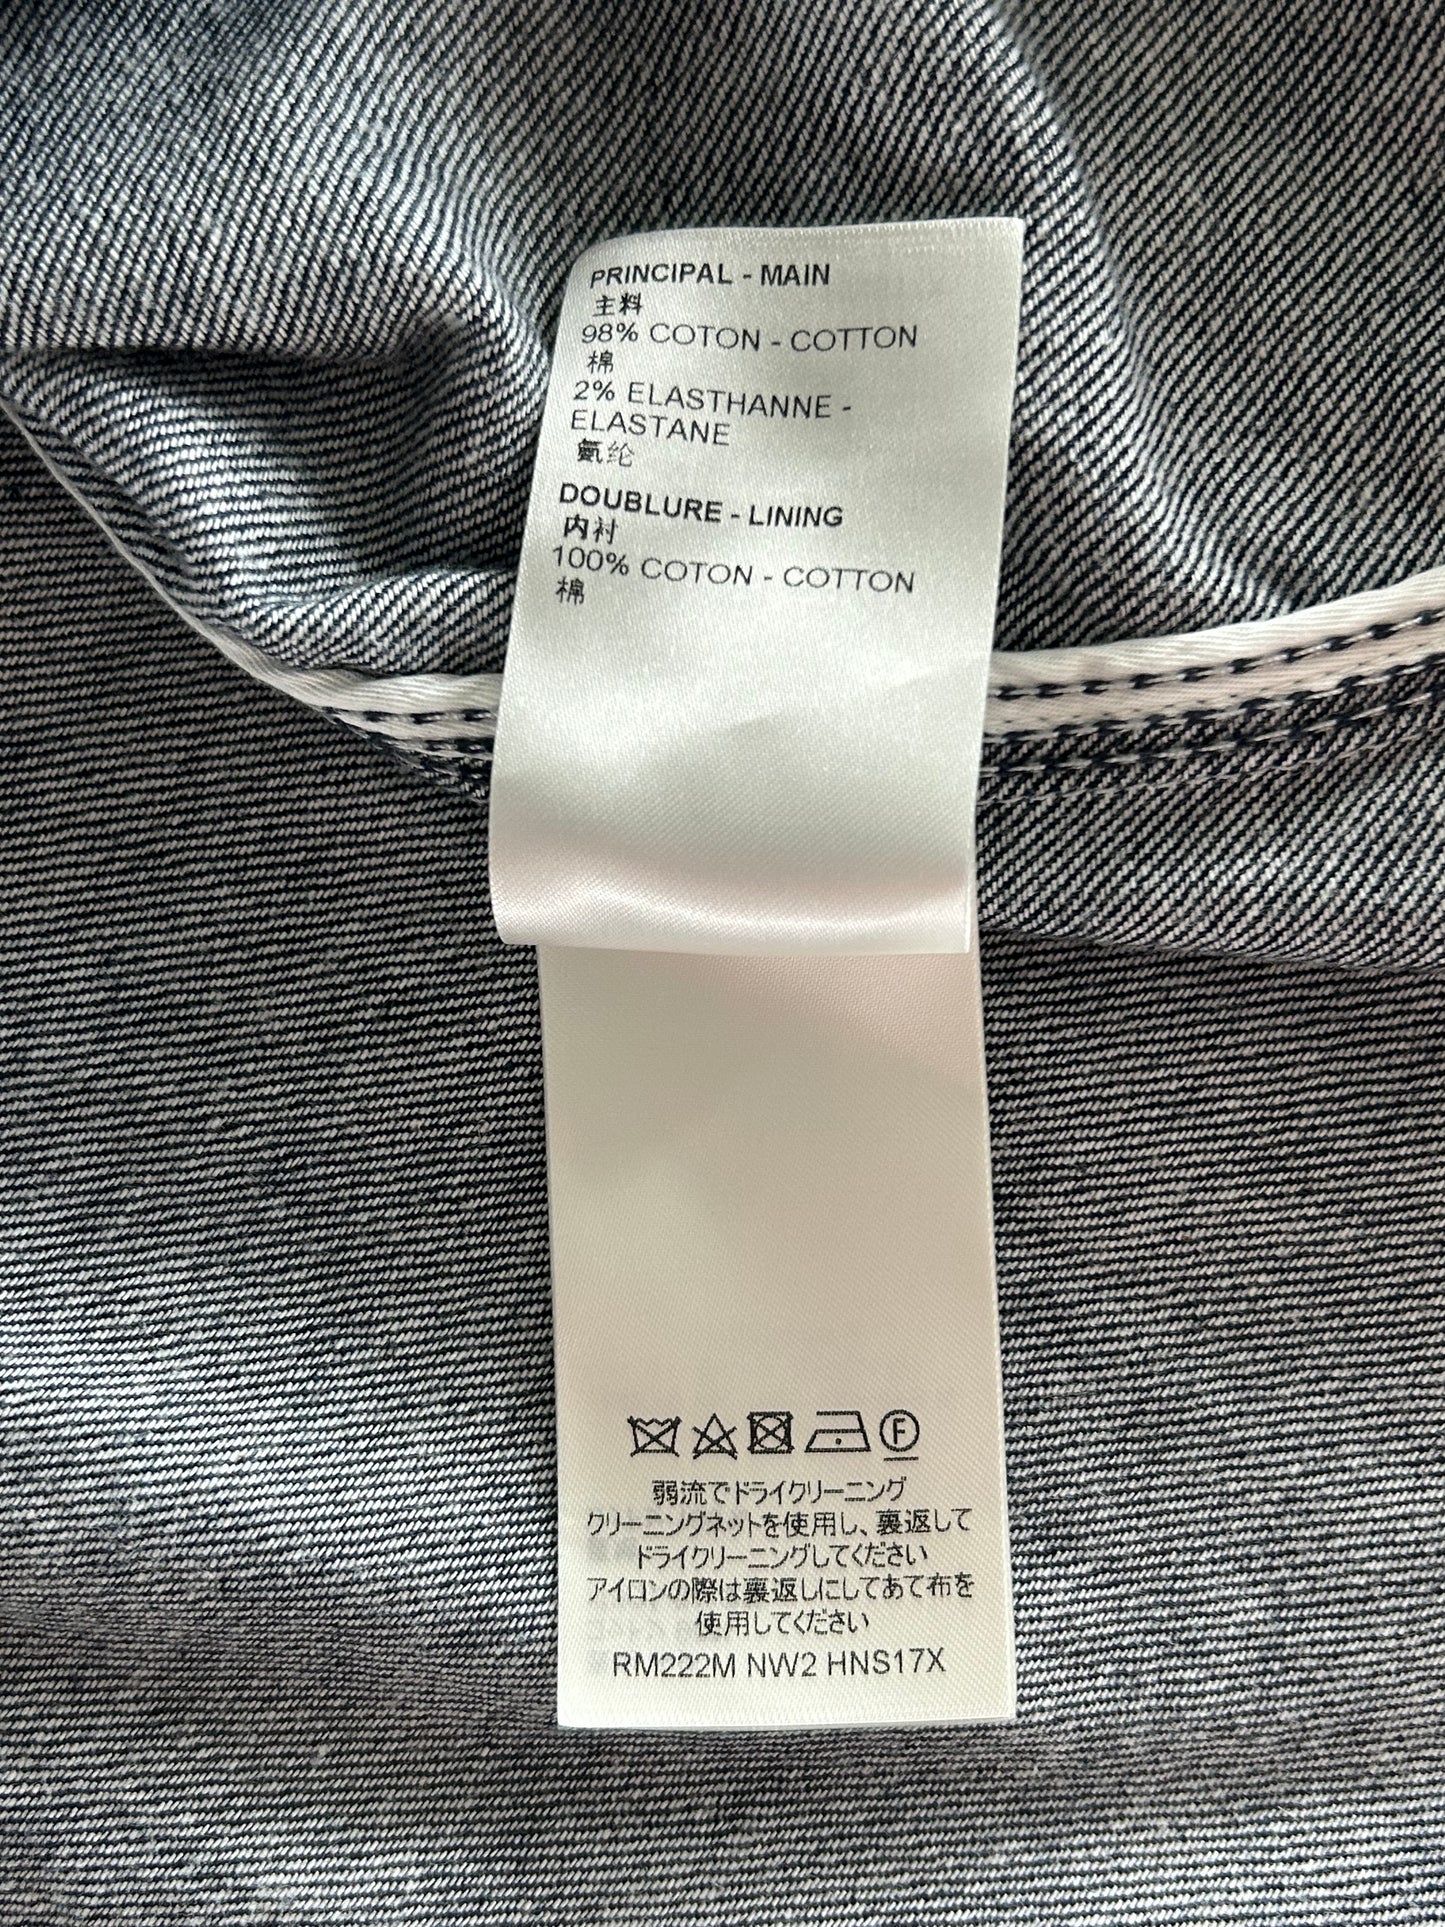 PRINCIPAL - MAIN
主料
98% COTON - COTTON
棉
2% ELASTHANNE -
ELASTANE
氨纶
DOUBLURE - LINING
内衬
100% COTON - COTTON
棉
F
弱流でドライクリーニング
クリーニングネットを使用し、裏返して
ドライクリーニングしてください
アイロンの際は裏返しにしてあて布を
使用してください
RM222M NW2 HNS17X